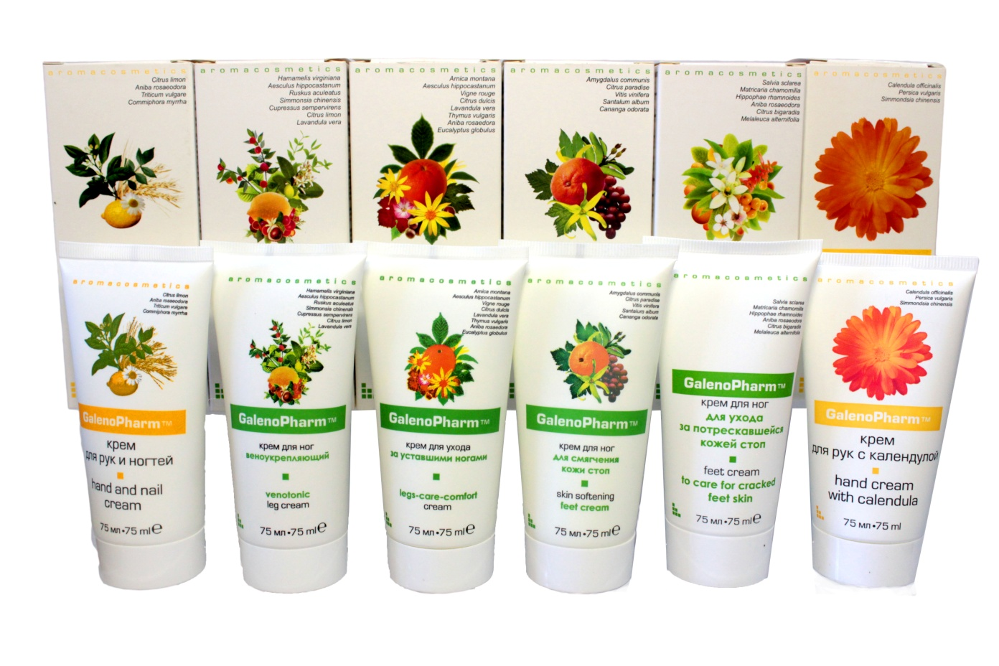 aromacosmetics
Citrus limon
Aniba rosaeodora
Triticum vulgare
Commiphora myrrha
aromacosmetics
Hamamelis virginiana
Aesculus hippocastanum
Ruskus aculeatus
Simmonsia chinensis
Cupressus sempervirens
Citrus limon
Lavandula vera
aromacosmetics
Arnica montana
Aesculus hippocastanum
Vigne rouge
Citrus dulcis
Lavandula vera
Thymus vulgaris
Aniba rosaedora
Eucalyptus globulus
aromacosmetics
Amygdalus communis
Citrus paradise
Vitis vinifera
Santalum album
Cananga odorata
aromacosmetics
Salvia sclarea
Matricaria chamomilla
Hippophae rhamnoides
Aniba rosaeodora
Citrus bigaradia
Melaleuca alternifolia
aromacosmetics
Calendula officinalis
Persica vulgaris
Simmondsia chinensis
aromacosmetics
Citrus limon
Aniba rosaeodora
Triticum vulgare
Commiphora myrrha
GalenoPharm™
крем
для рук и ногтей
hand and nail
cream
75 мл•75 ml℮
aromacosmetics
Hamamelis virginiana
Aesculus hippocastanum
Ruskus aculeatus
Simmonsia chinensis
Cupressus sempervirens
Citrus limon
Lavandula vera
GalenoPharm™
крем для ног
веноукрепляющий
venotonic
leg cream
75 мл•75 ml℮
aromacosmetics
Arnica montana
Aesculus hippocastanum
Vigne rouge
Citrus dulcis
Lavandula vera
Thymus vulgaris
Aniba rosaedora
Eucalyptus globulus
GalenoPharm™
крем для ухода
за уставшими ногами
legs-care-comfort
cream
75 мл•75 ml℮
aromacosmetics
Amygdalus communis
Citrus paradise
Vitis vinifera
Santalum album
Cananga odorata
GalenoPharm™
крем для ног
для смягчения
кожи стоп
skin softening
feet cream
75 мл•75 ml℮
aromacosmetics
Salvia sclarea
Matricaria chamomilla
Hippophae rhamnoides
Aniba rosaeodora
Citrus bigaradia
Melaleuca alternifolia
GalenoPharm™
крем для ног
для ухода
за потрескавшейся
кожей стоп
feet cream
to care for cracked
feet skin
75 мл•75 ml℮
aromacosmetics
Calendula officinalis
Persica vulgaris
Simmondsia chinensis
GalenoPharm™
крем
для рук с календулой
hand cream
with calendula
75 мл•75 ml